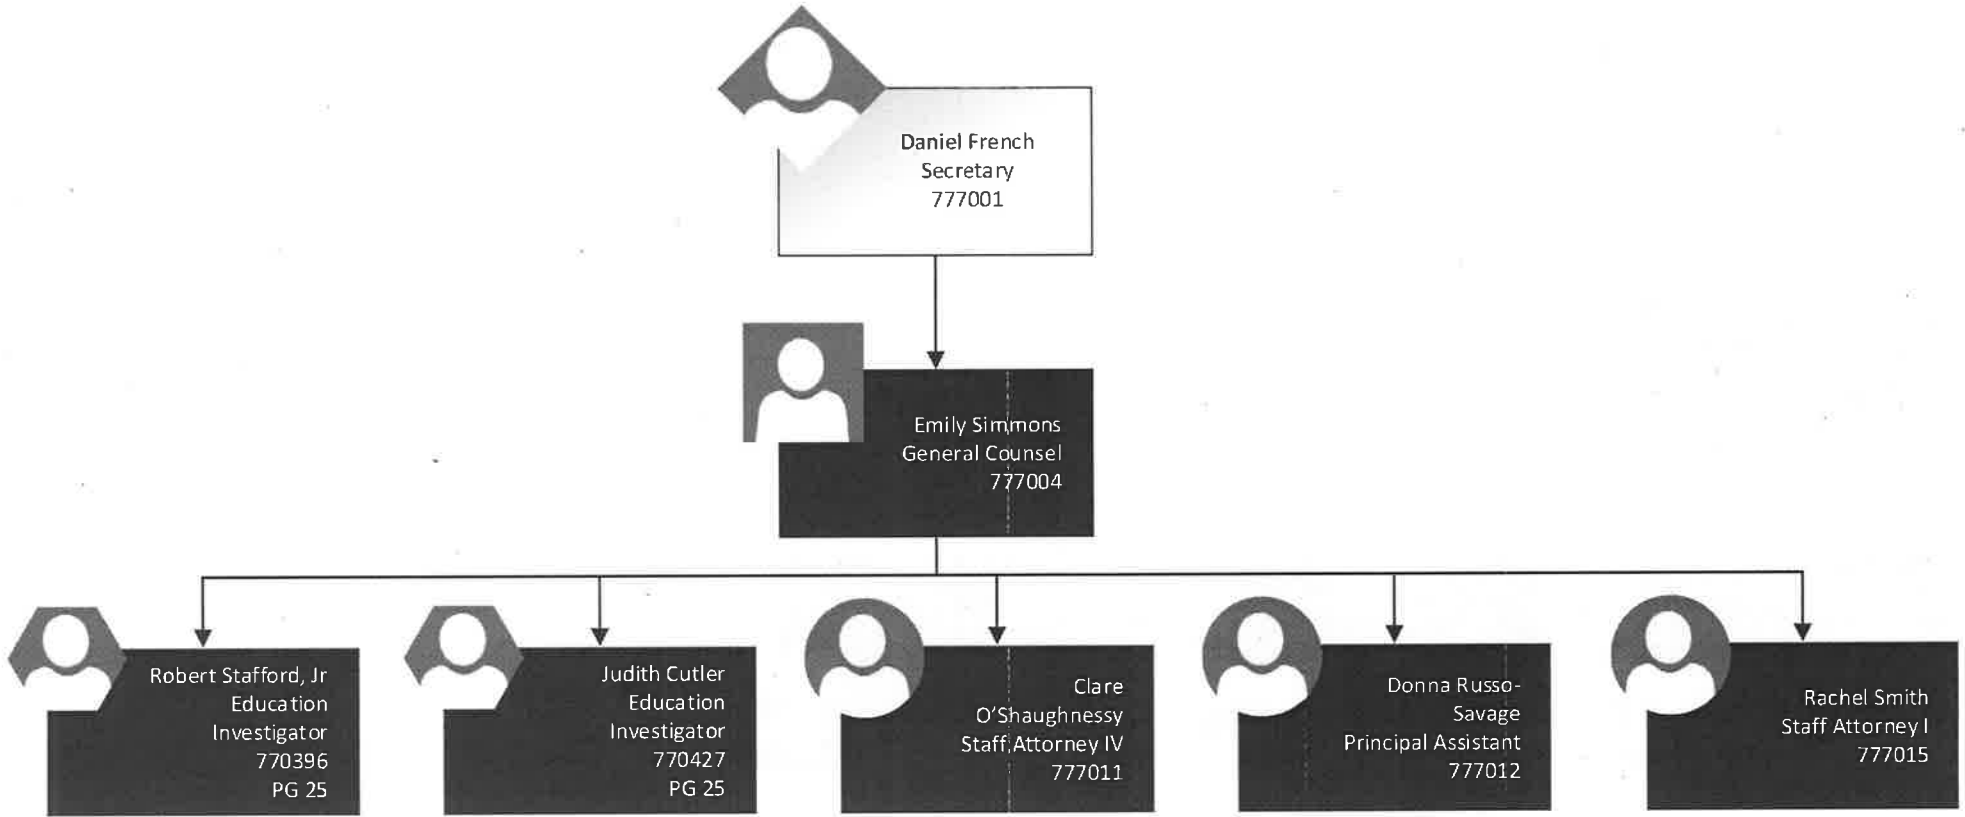 Daniel French
Secretary
777001
Emily Simmons
General Counsel
777004
Robert Stafford, Jr
Education
Investigator
770396
PG 25
Judith Cutler
Education
Investigator
770427
PG 25
Clare
O'Shaughnessy
Staff Attorney IV
777011
Donna Russo-
Savage
Principal Assistant
777012
Rachel Smith
Staff Attorney I
777015